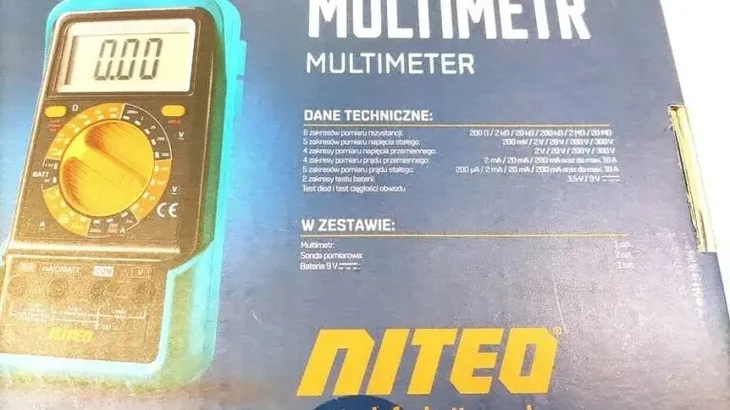 MULTIMETR
MULTIMETER
0.00
DANE TECHNICZNE:
6 zakresów pomiaru rezystancji: 200 Ω / 2 kΩ / 20 kΩ / 200 kΩ / 2 MΩ / 20 MΩ
5 zakresów pomiaru napięcia stałego: 200 mV / 2 V / 20 V / 200 V / 300 V
4 zakresy pomiaru napięcia przemiennego: 2 V / 20 V / 200 V / 300 V
4 zakresy pomiaru prądu przemiennego: 2 mA / 20 mA / 200 mA oraz do max. 10 A
5 zakresów pomiaru prądu stałego: 200 µA / 2 mA / 20 mA / 200 mA oraz do max. 10 A
2 zakresy testu baterii: 1,5 V / 9 V
Test diod i test ciągłości obwodu
W ZESTAWIE:
Multimetr: 1 szt.
Sonda pomiarowa: 2 szt.
Bateria 9 V 1 szt.
BATT
CE
NITEO
NITEO®